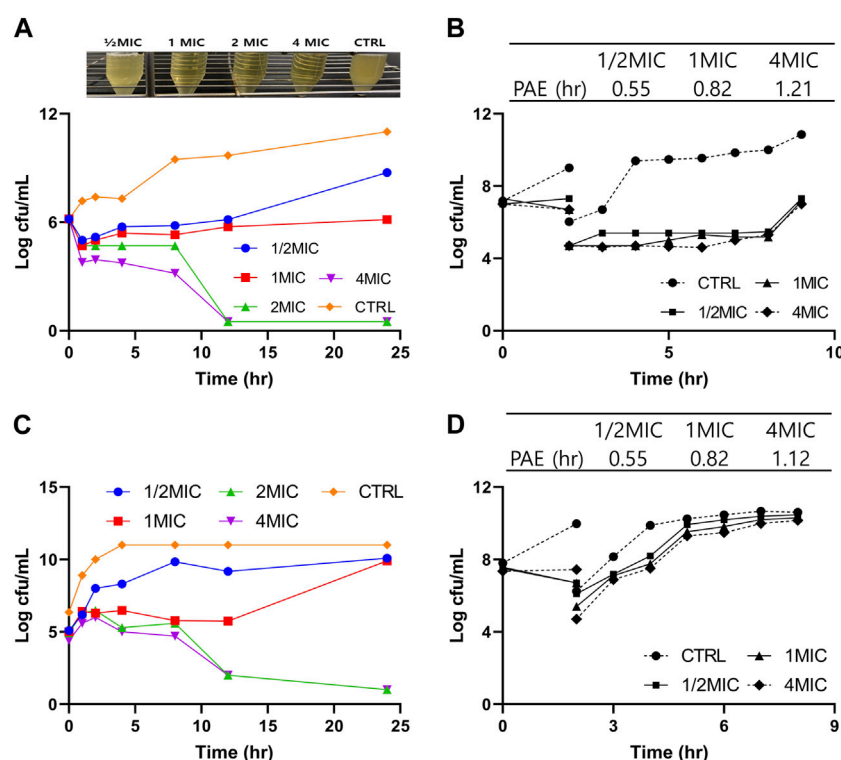 A
½MIC 1 MIC 2 MIC 4 MIC CTRL
12
6
0
Log cfu/mL
1/2MIC
1MIC 4MIC
2MIC CTRL
0 5 10 15 20 25
Time (hr)
B
1/2MIC 1MIC 4MIC
PAE (hr) 0.55 0.82 1.21
12
8
4
0
Log cfu/mL
CTRL 1MIC
1/2MIC 4MIC
0 5 10
Time (hr)
C
15
10
5
0
Log cfu/mL
1/2MIC 2MIC CTRL
1MIC 4MIC
0 5 10 15 20 25
Time (hr)
D
1/2MIC 1MIC 4MIC
PAE (hr) 0.55 0.82 1.12
12
8
4
0
Log cfu/mL
CTRL 1MIC
1/2MIC 4MIC
0 3 6 9
Time (hr)